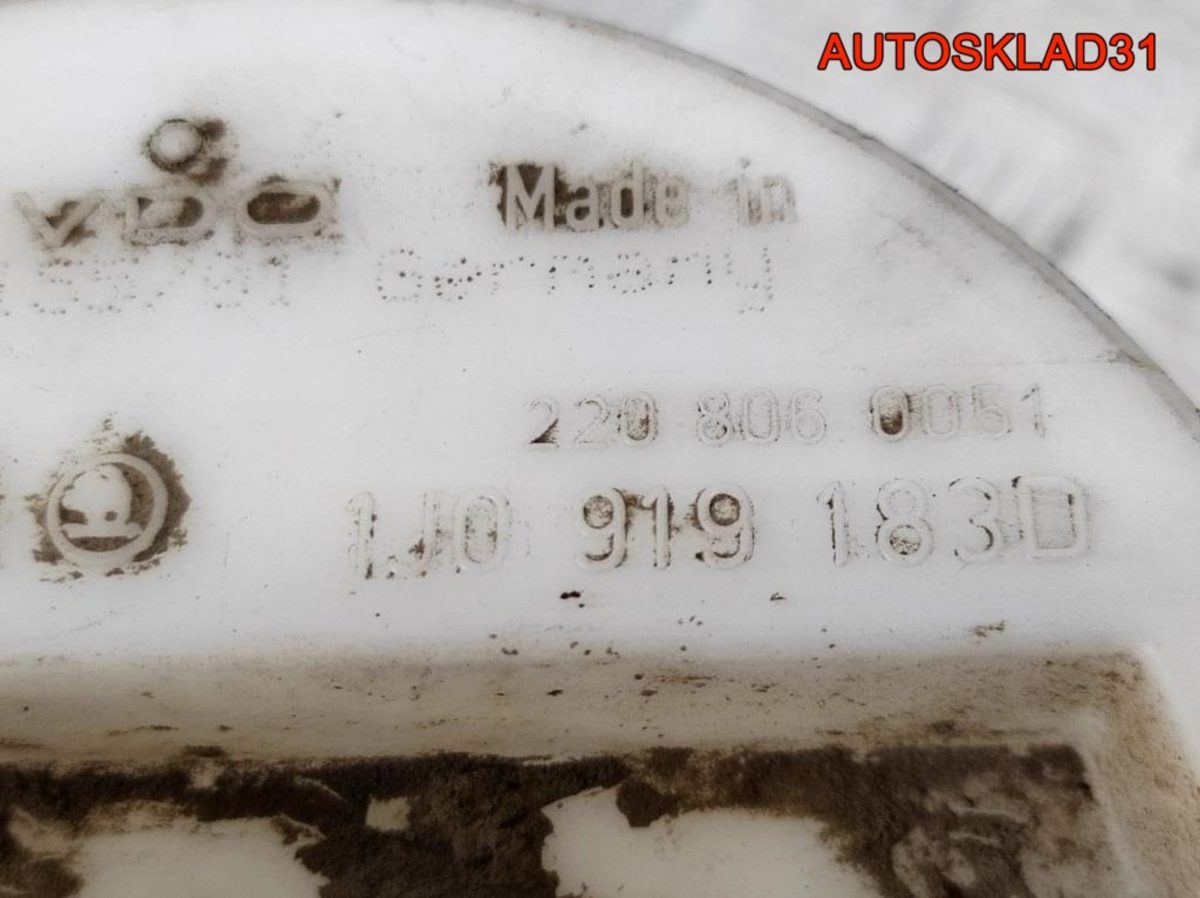 AUTOSKLAD31
VDO Made in
Germany
220 806 0051
1J0 919 183D